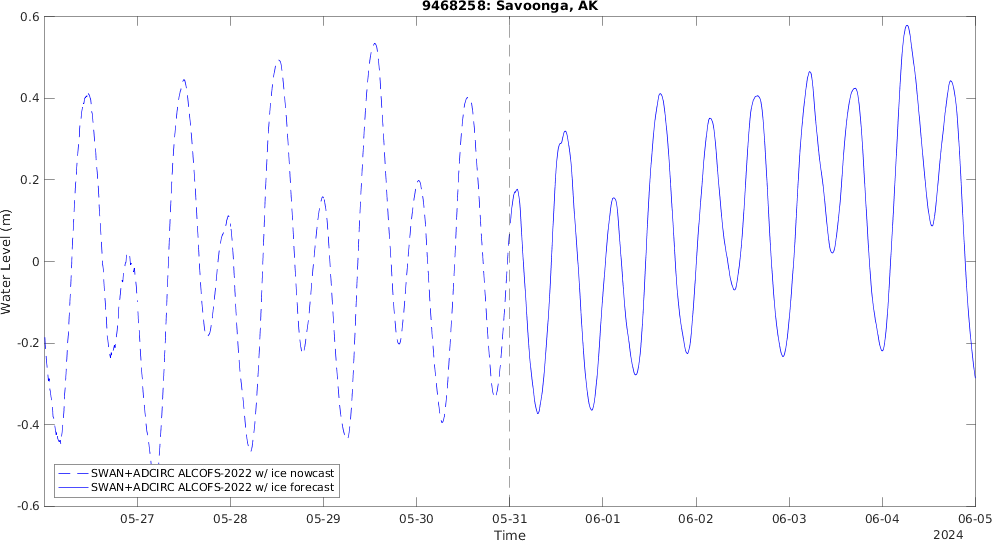 9468258: Savoonga, AK
0.6
0.4
0.2
0
-0.2
-0.4
-0.6
Water Level (m)
SWAN+ADCIRC ALCOFS-2022 w/ ice nowcast
SWAN+ADCIRC ALCOFS-2022 w/ ice forecast
05-27 05-28 05-29 05-30 05-31 06-01 06-02 06-03 06-04 06-05
Time
2024